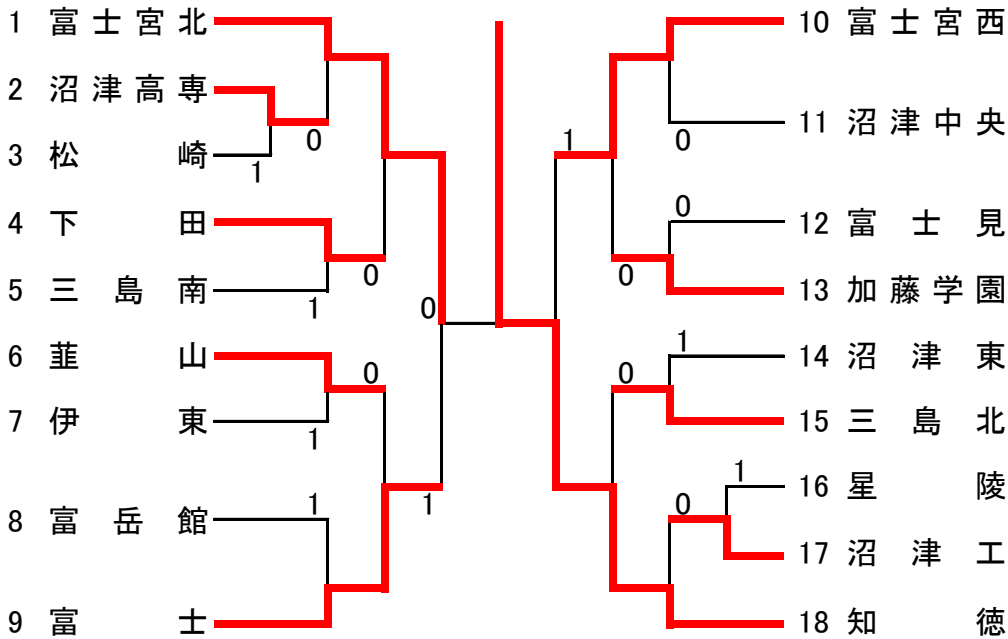 1 富士宮北
2 沼津高専
0
3 松崎
1
4 下田
0
5 三島南
1
0
6 韮山
0
7 伊東
1
8 富岳館
1
1
9 富士
10 富士宮西
1
11 沼津中央
0
12 富士見
0
0
13 加藤学園
14 沼津東
1
0
15 三島北
16 星陵
1
0
17 沼津工
18 知徳